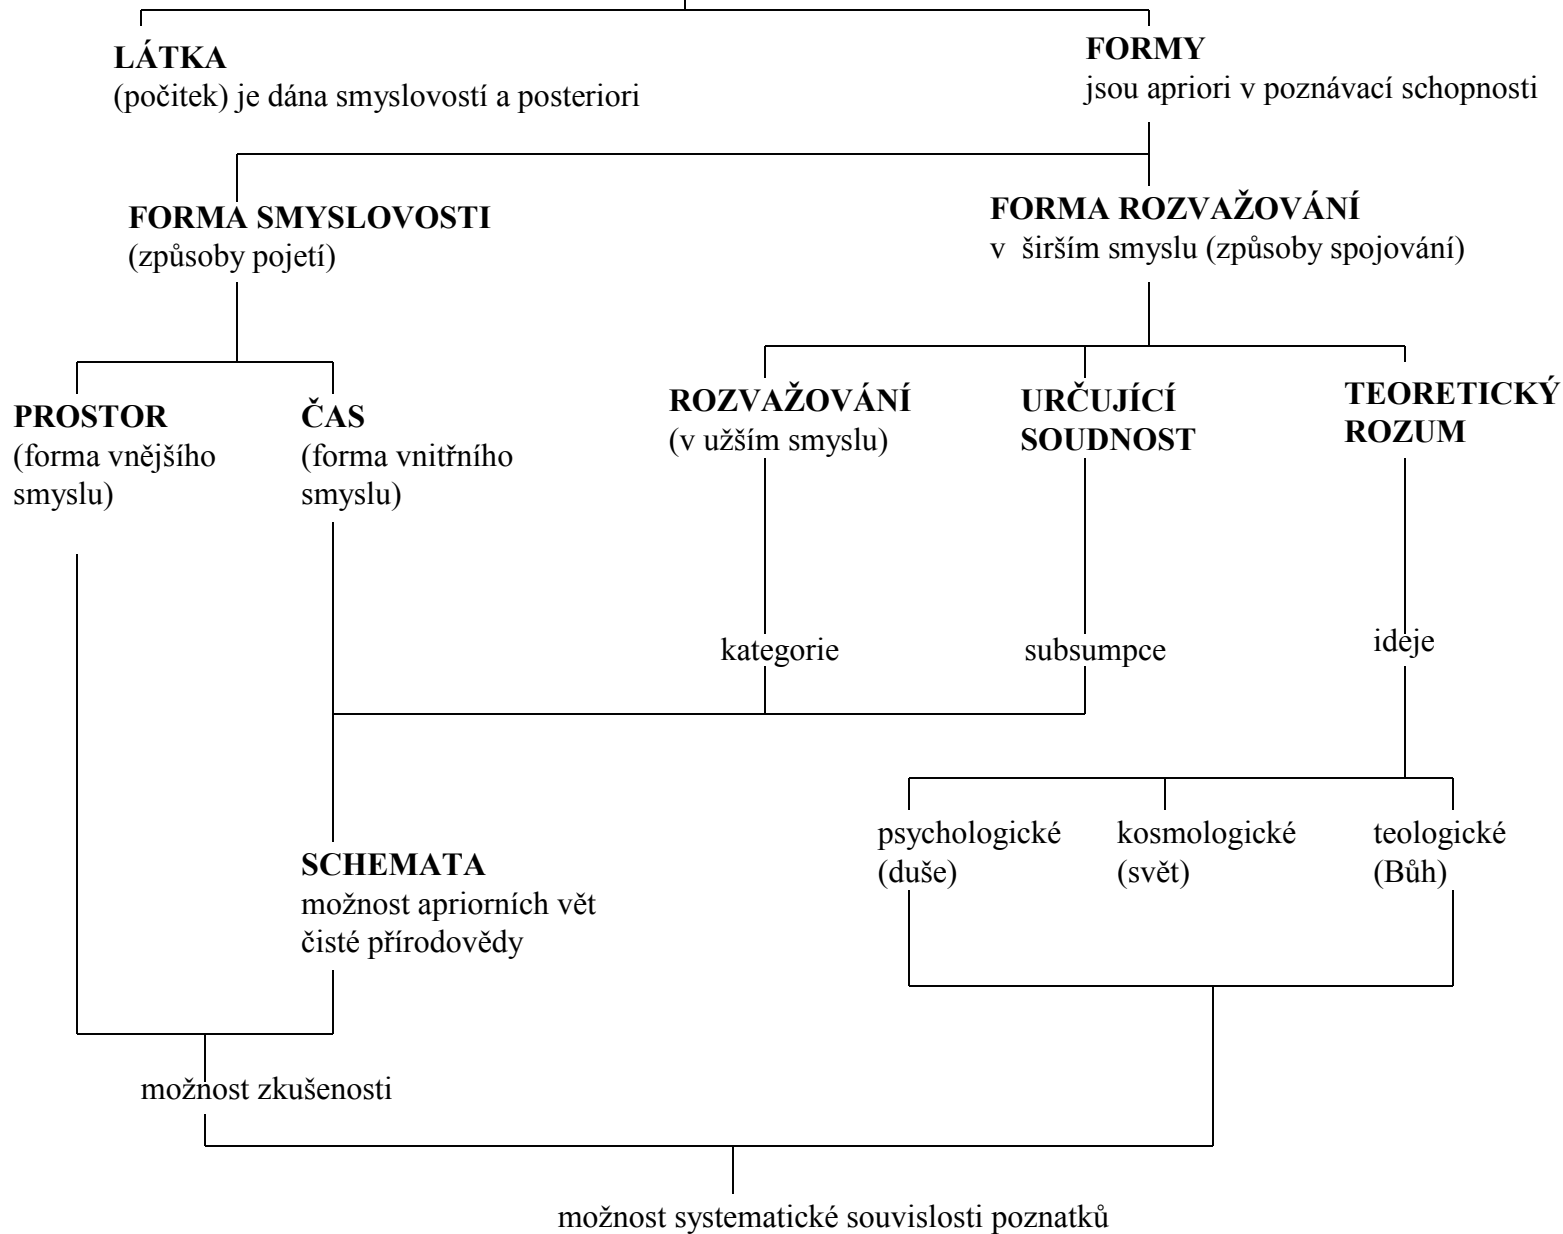 LÁTKA
(počitek) je dána smyslovostí a posteriori
FORMY
jsou apriori v poznávací schopnosti
FORMA SMYSLOVOSTI
(způsoby pojetí)
FORMA ROZVAŽOVÁNÍ
v širším smyslu (způsoby spojování)
PROSTOR
(forma vnějšího
smyslu)
ČAS
(forma vnitřního
smyslu)
ROZVAŽOVÁNÍ
(v užším smyslu)
URČUJÍCÍ
SOUDNOST
TEORETICKÝ
ROZUM
kategorie
subsumpce
ideje
psychologické
(duše)
kosmologické
(svět)
teologické
(Bůh)
SCHEMATA
možnost apriorních vět
čisté přírodovědy
možnost zkušenosti
možnost systematické souvislosti poznatků